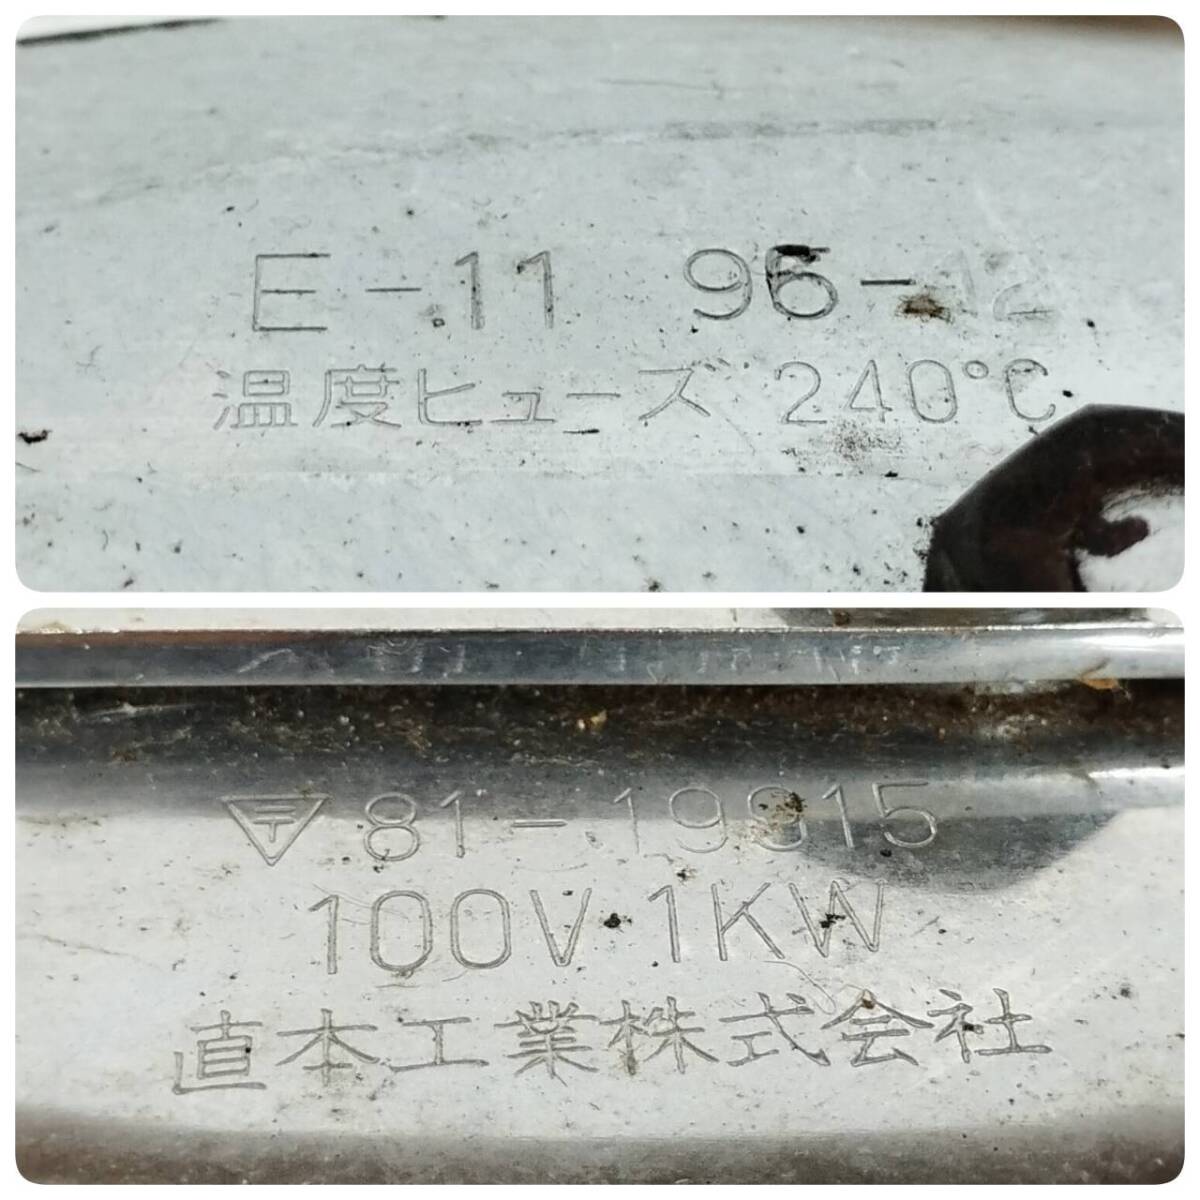 E-11 96-12
温度ヒューズ 240℃
81-19915
100V 1KW
直本工業株式会社